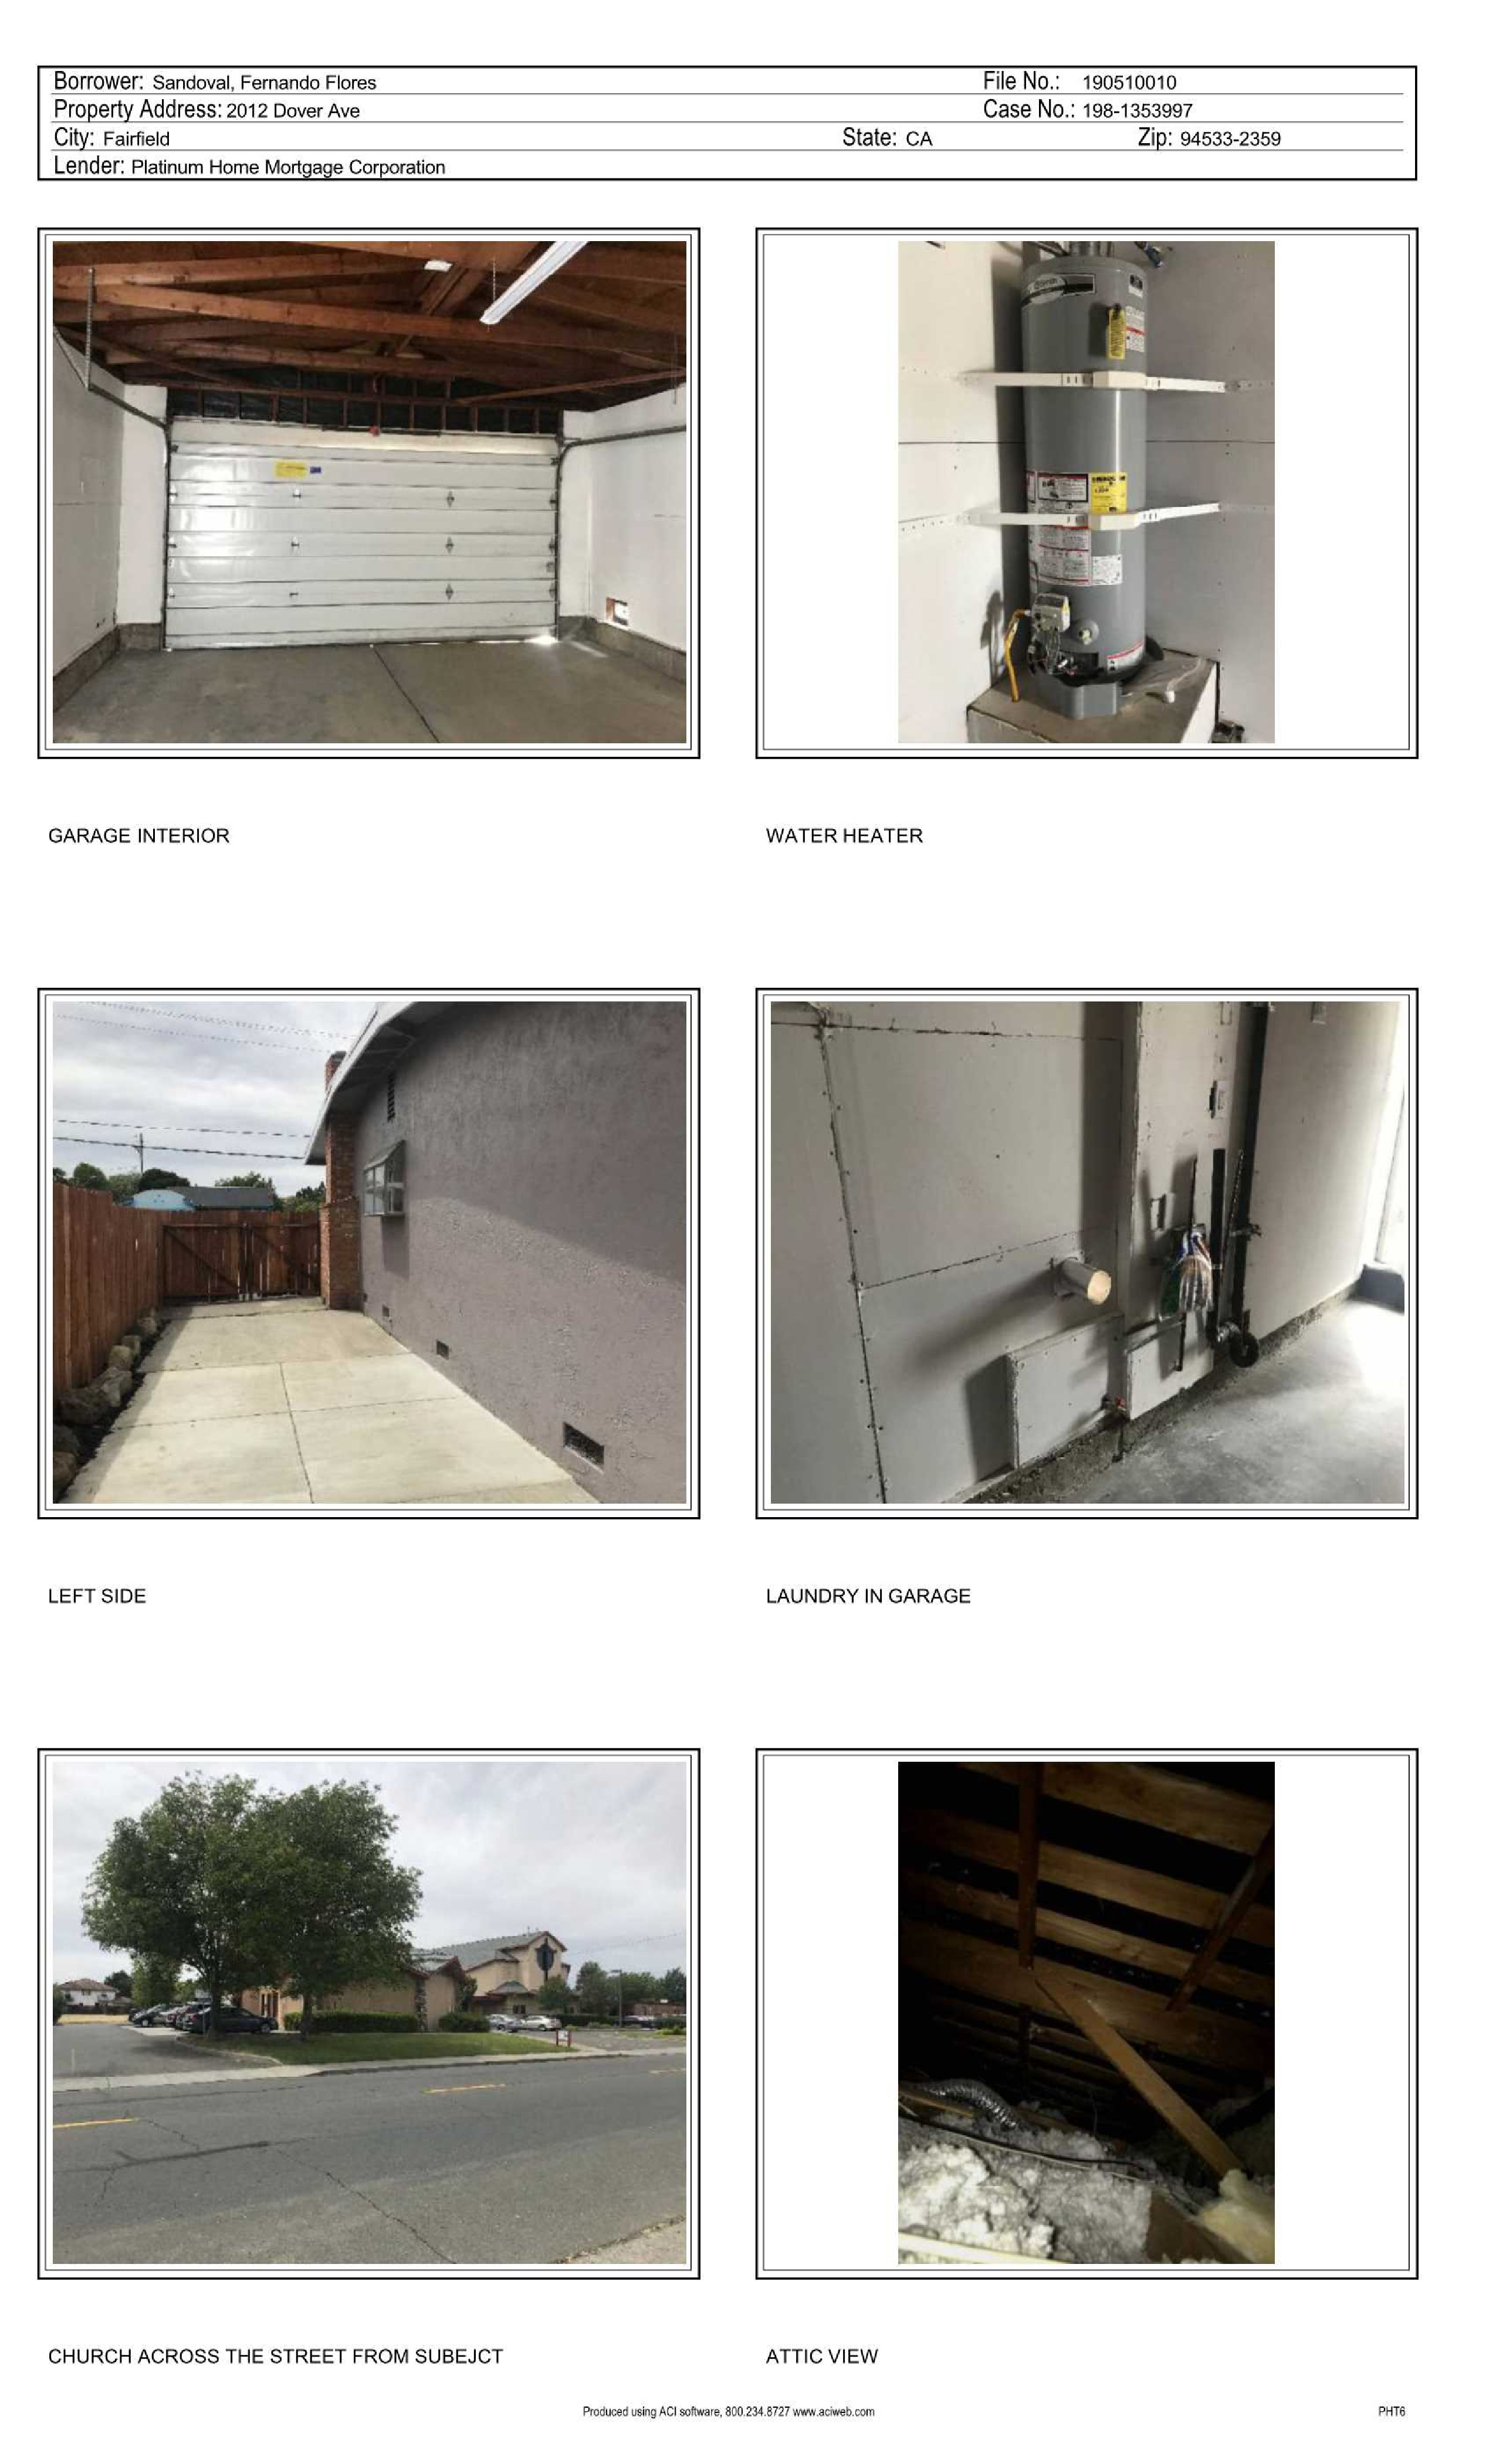 Borrower: Sandoval, Fernando Flores File No.: 190510010
Property Address: 2012 Dover Ave Case No.: 198-1353997
City: Fairfield State: CA Zip: 94533-2359
Lender: Platinum Home Mortgage Corporation
GARAGE INTERIOR WATER HEATER
LEFT SIDE LAUNDRY IN GARAGE
CHURCH ACROSS THE STREET FROM SUBEJCT ATTIC VIEW
Produced using ACI software, 800.234.8727 www.aciweb.com PHT6